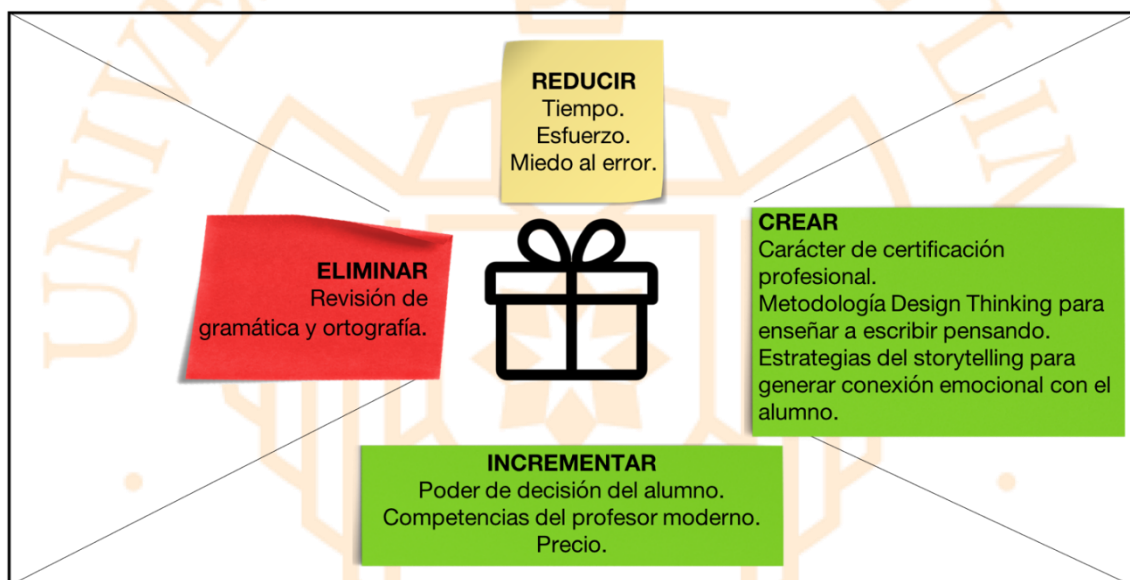 REDUCIR
Tiempo.
Esfuerzo.
Miedo al error.
ELIMINAR
Revisión de
gramática y ortografía.
CREAR
Carácter de certificación
profesional.
Metodología Design Thinking para
enseñar a escribir pensando.
Estrategias del storytelling para
generar conexión emocional con el
alumno.
INCREMENTAR
Poder de decisión del alumno.
Competencias del profesor moderno.
Precio.